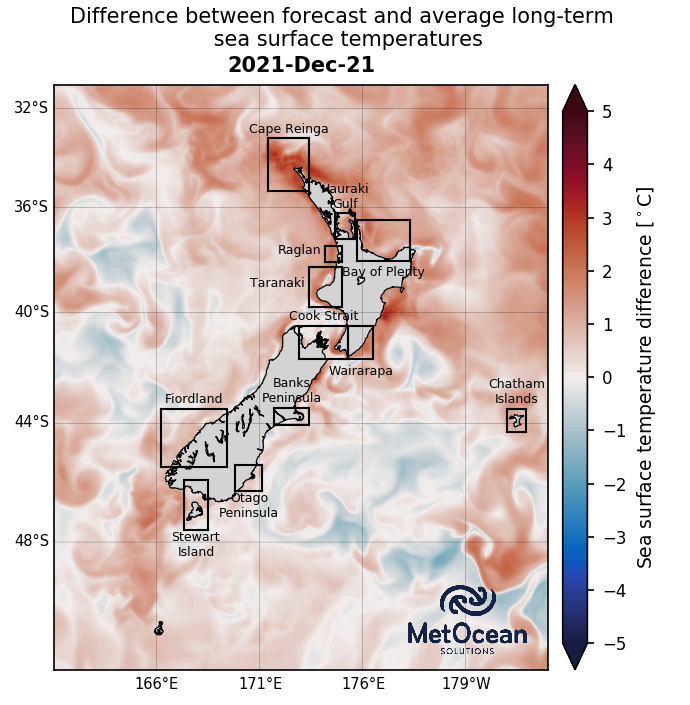 Difference between forecast and average long-term
sea surface temperatures
2021-Dec-21
32°S
36°S
40°S
44°S
48°S
Cape Reinga
Hauraki
Gulf
Raglan
Bay of Plenty
Taranaki
Cook Strait
Wairarapa
Banks
Peninsula
Fiordland
Chatham
Islands
Otago
Peninsula
Stewart
Island
MetOcean
SOLUTIONS
166°E
171°E
176°E
179°W
5
4
3
2
1
0
−1
−2
−3
−4
−5
Sea surface temperature difference [°C]